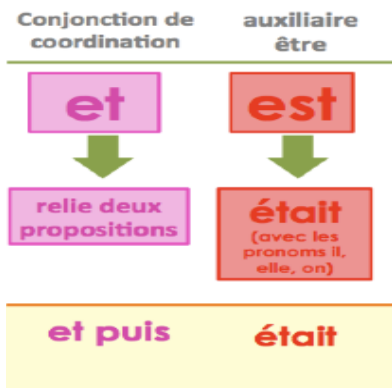 Conjonction de
coordination
auxiliaire
être
et
est
relie deux
propositions
était
(avec les
pronoms il,
elle, on)
et puis
était